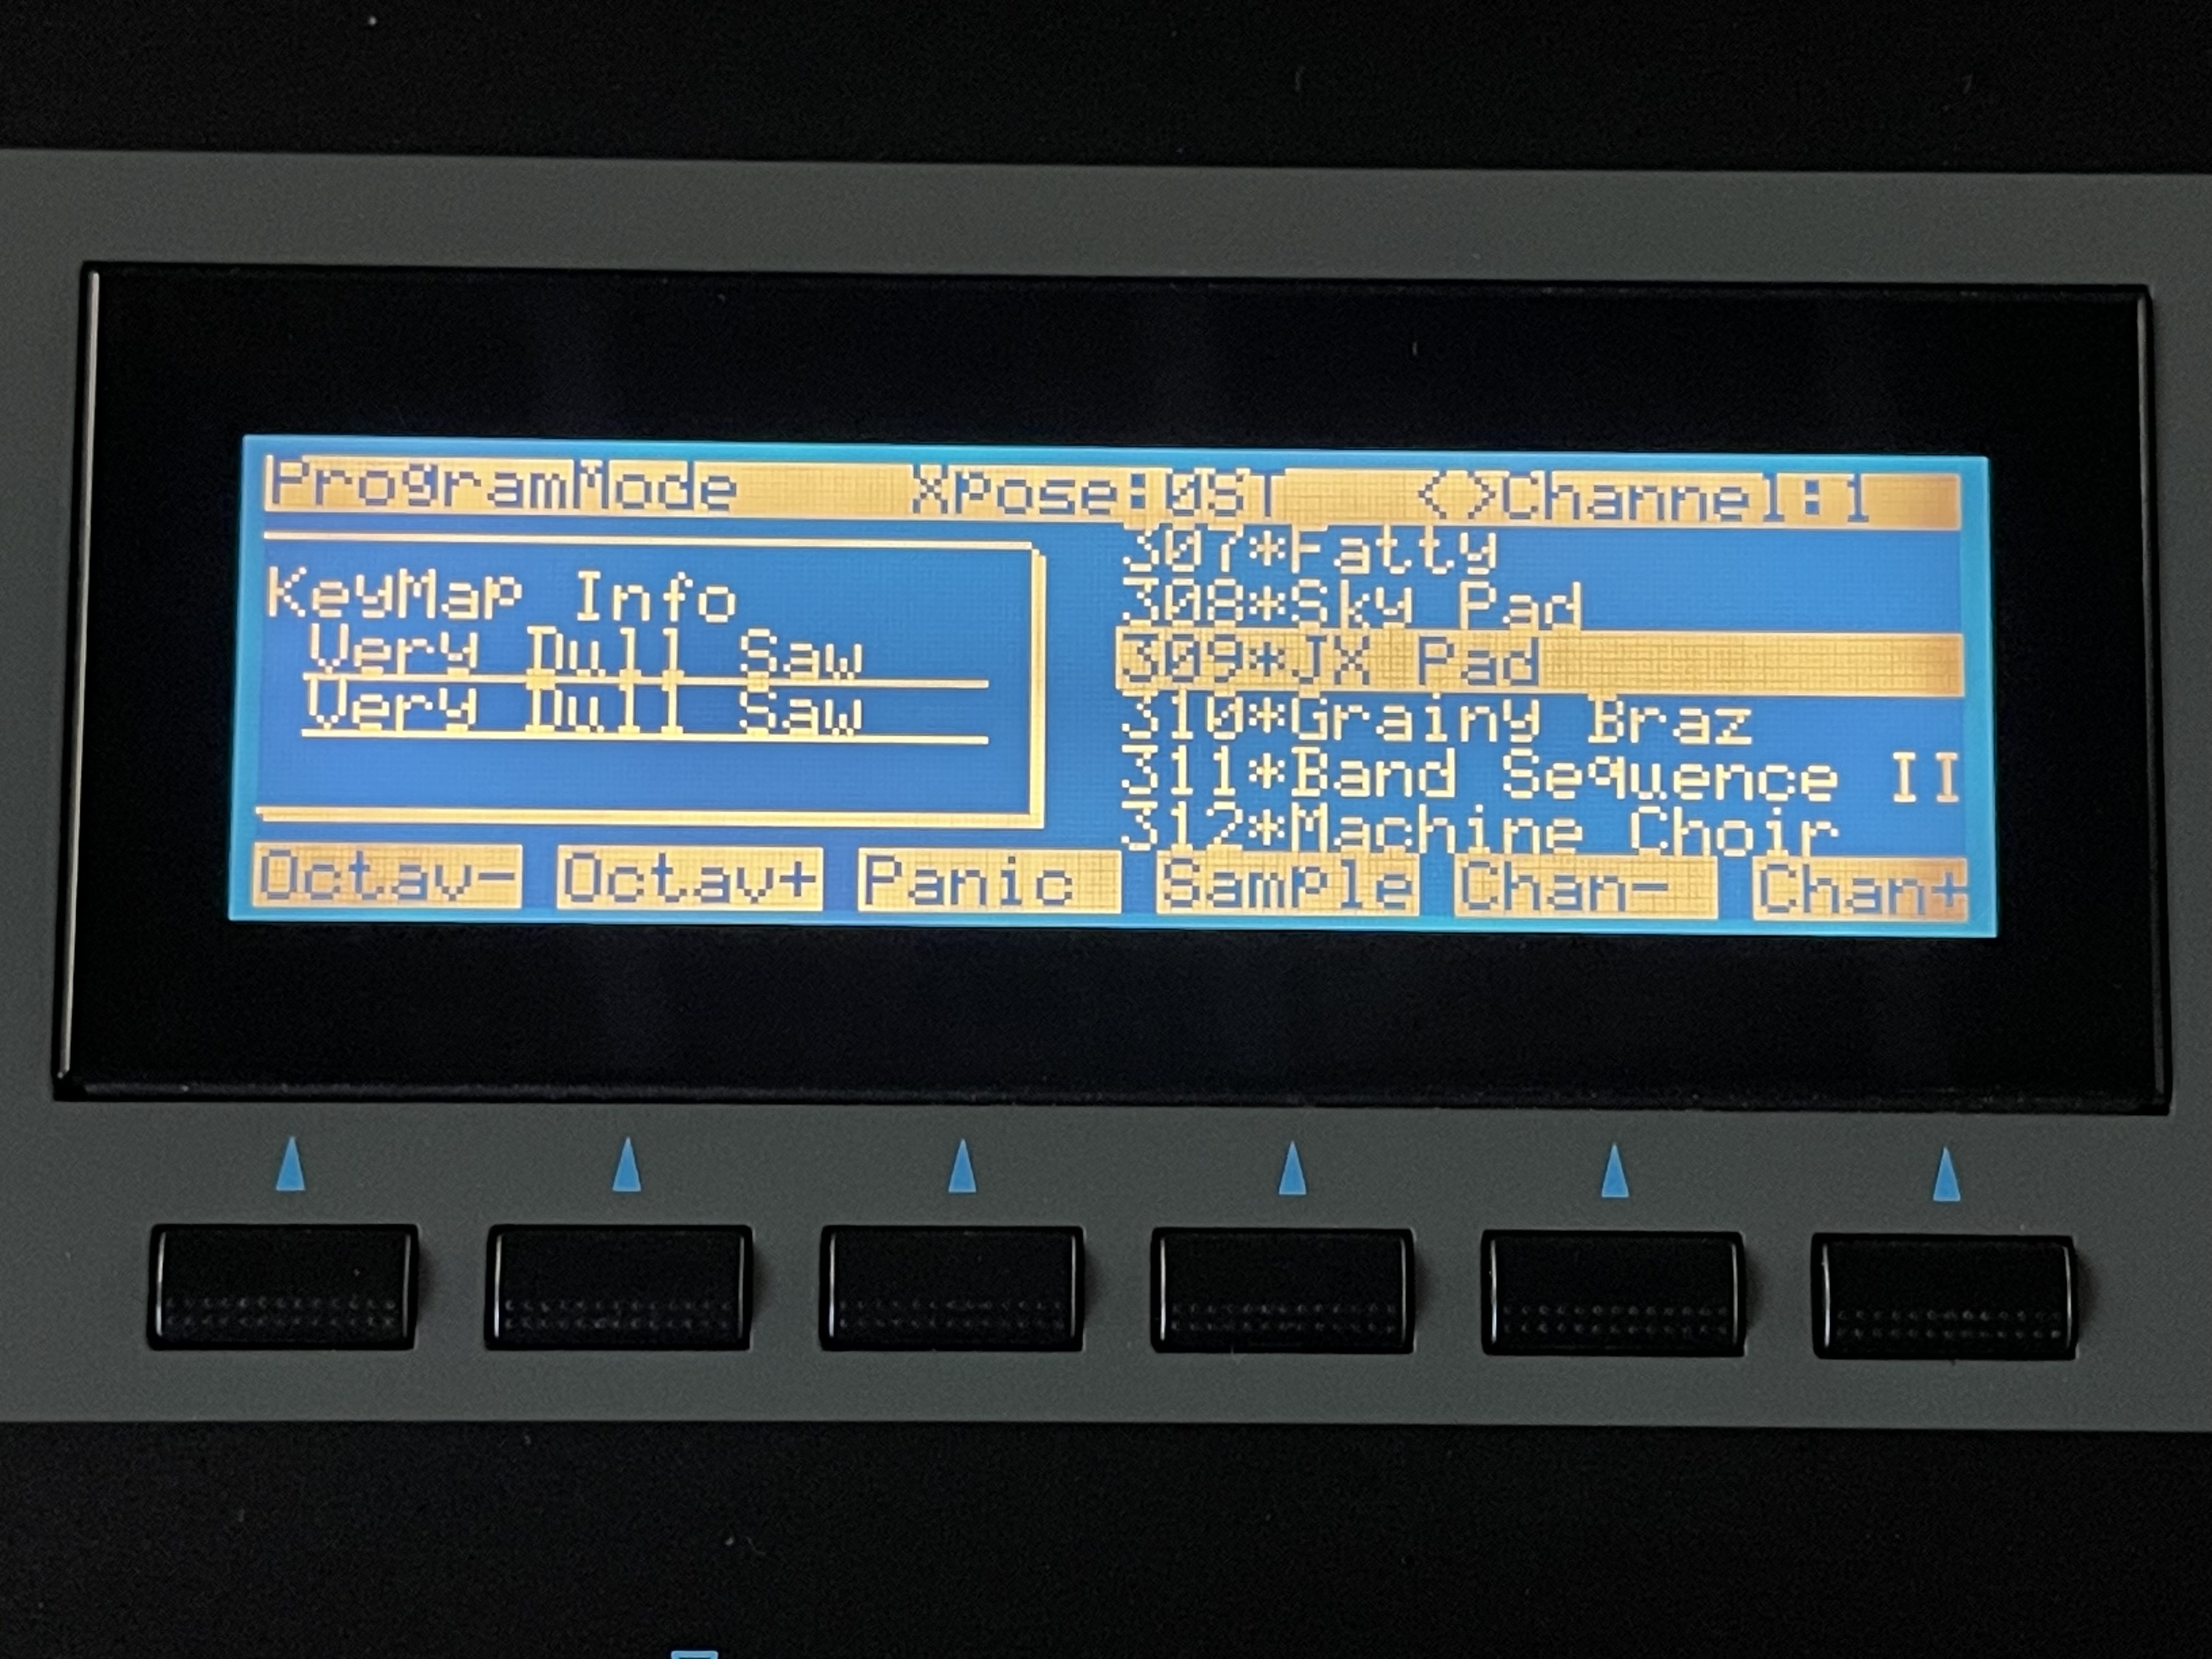 ProgramMode Xpose:0ST <>Channel:1
KeyMap Info
Very Dull Saw
Very Dull Saw
307*Fatty
308*Sky Pad
309*JX Pad
310*Grainy Braz
311*Band Sequence II
312*Machine Choir
Octav- Octav+ Panic Sample Chan- Chan+